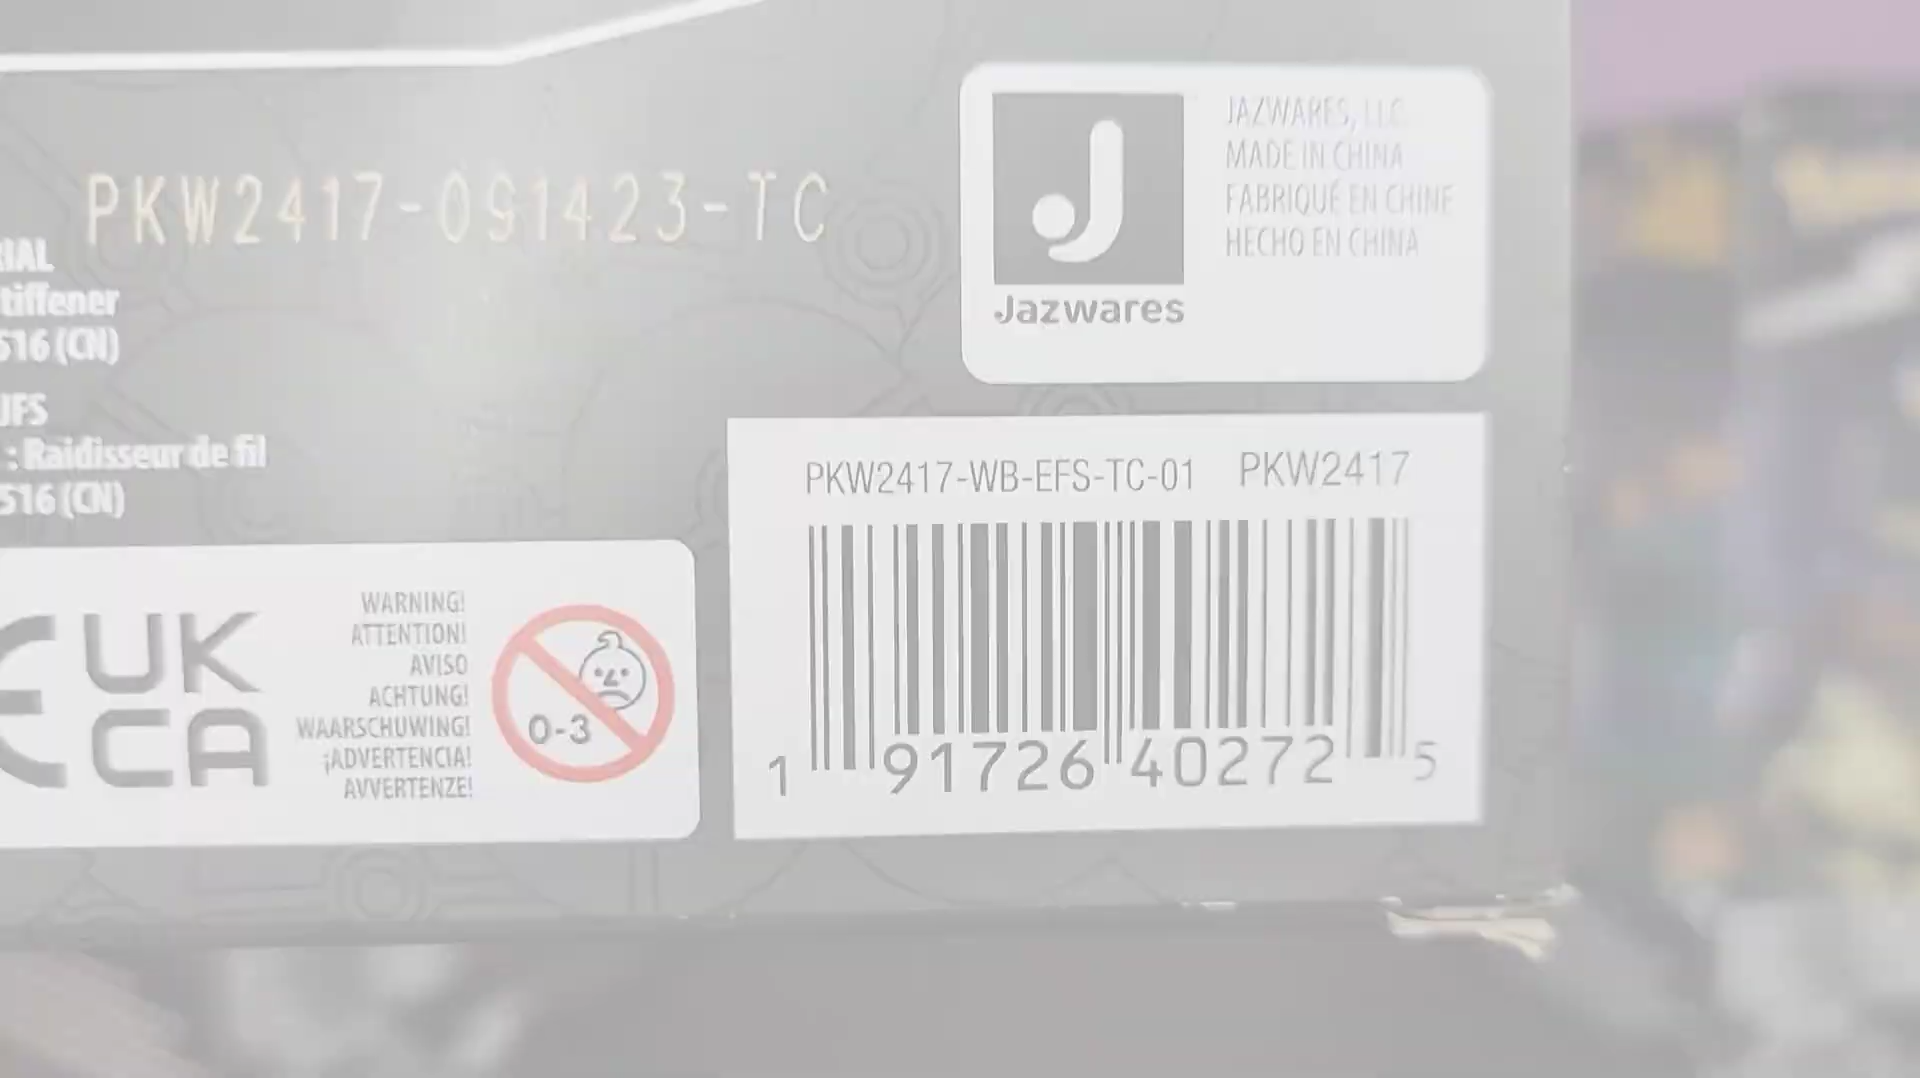 PKW2417-091423-TC
RIAL
tiffener
516 (CN)
UFS
: Raidisseur de fil
516 (CN)
JAZWARES, LLC
MADE IN CHINA
FABRIQUÉ EN CHINE
HECHO EN CHINA
J
Jazwares
PKW2417-WB-EFS-TC-01 PKW2417
1 91726 40272 5
UK
CA
WARNING!
ATTENTION!
AVISO
ACHTUNG!
WAARSCHUWING!
¡ADVERTENCIA!
AVVERTENZE!
0-3